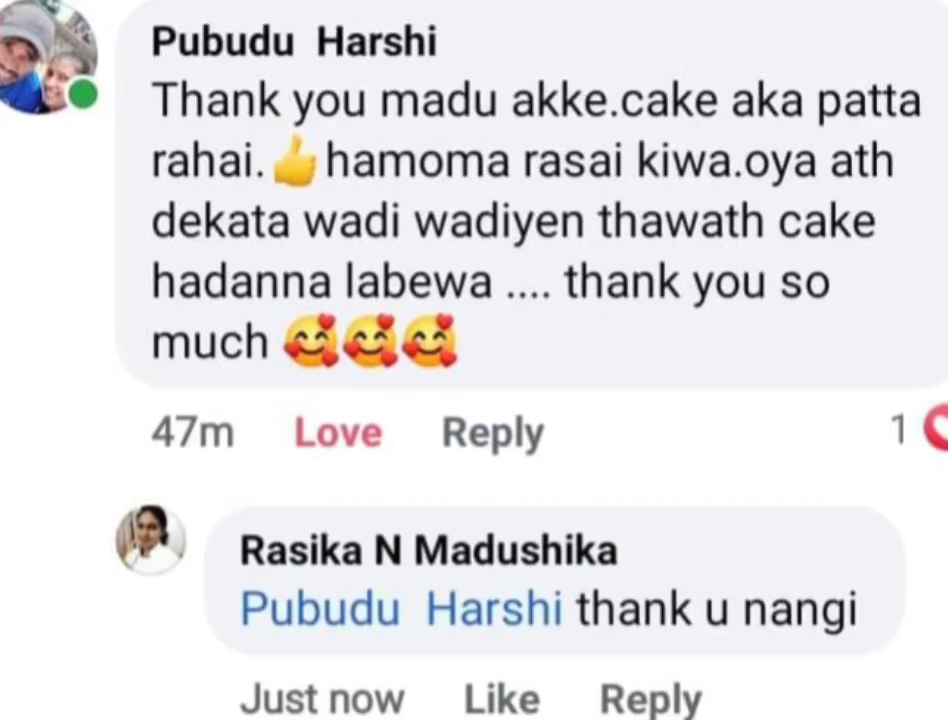 Pubudu Harshi
Thank you madu akke.cake aka patta
rahai.👍hamoma rasai kiwa.oya ath
dekata wadi wadiyen thawath cake
hadanna labewa .... thank you so
much 🥰🥰🥰
47m Love Reply 1
Rasika N Madushika
Pubudu Harshi thank u nangi
Just now Like Reply